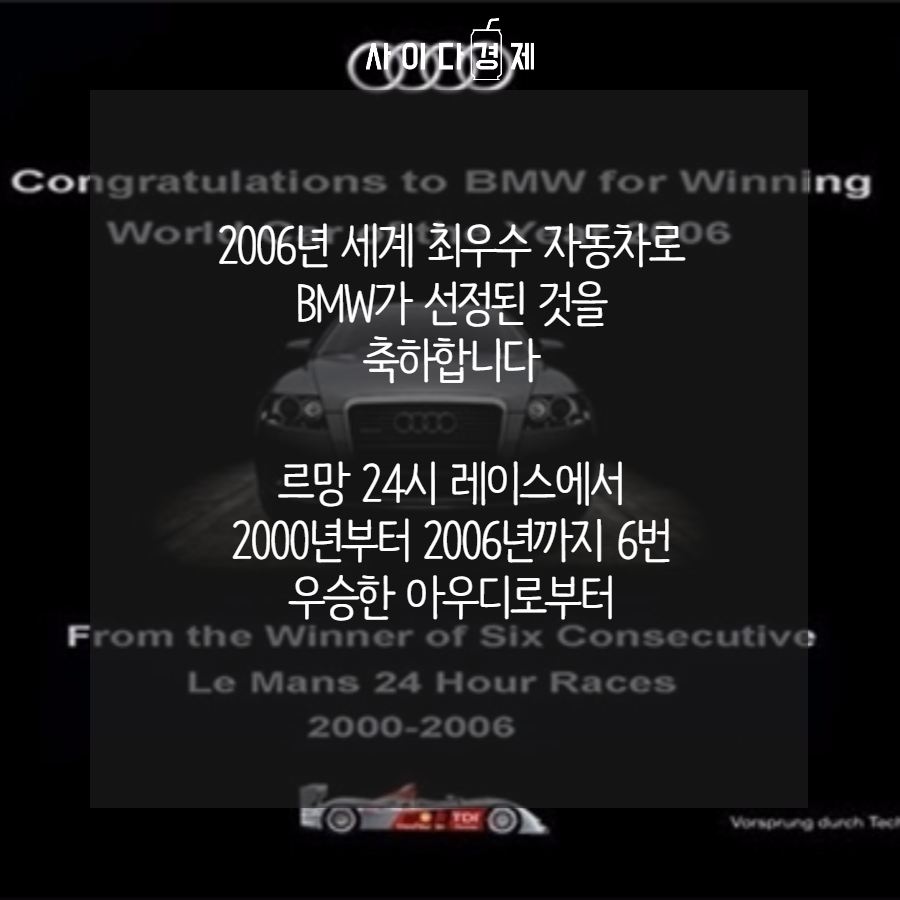 사이다경제
Congratulations to BMW for Winning
World Car of the Year 2006
2006년 세계 최우수 자동차로
BMW가 선정된 것을
축하합니다
르망 24시 레이스에서
2000년부터 2006년까지 6번
우승한 아우디로부터
From the Winner of Six Consecutive
Le Mans 24 Hour Races
2000-2006
TDI
Vorsprung durch Tech